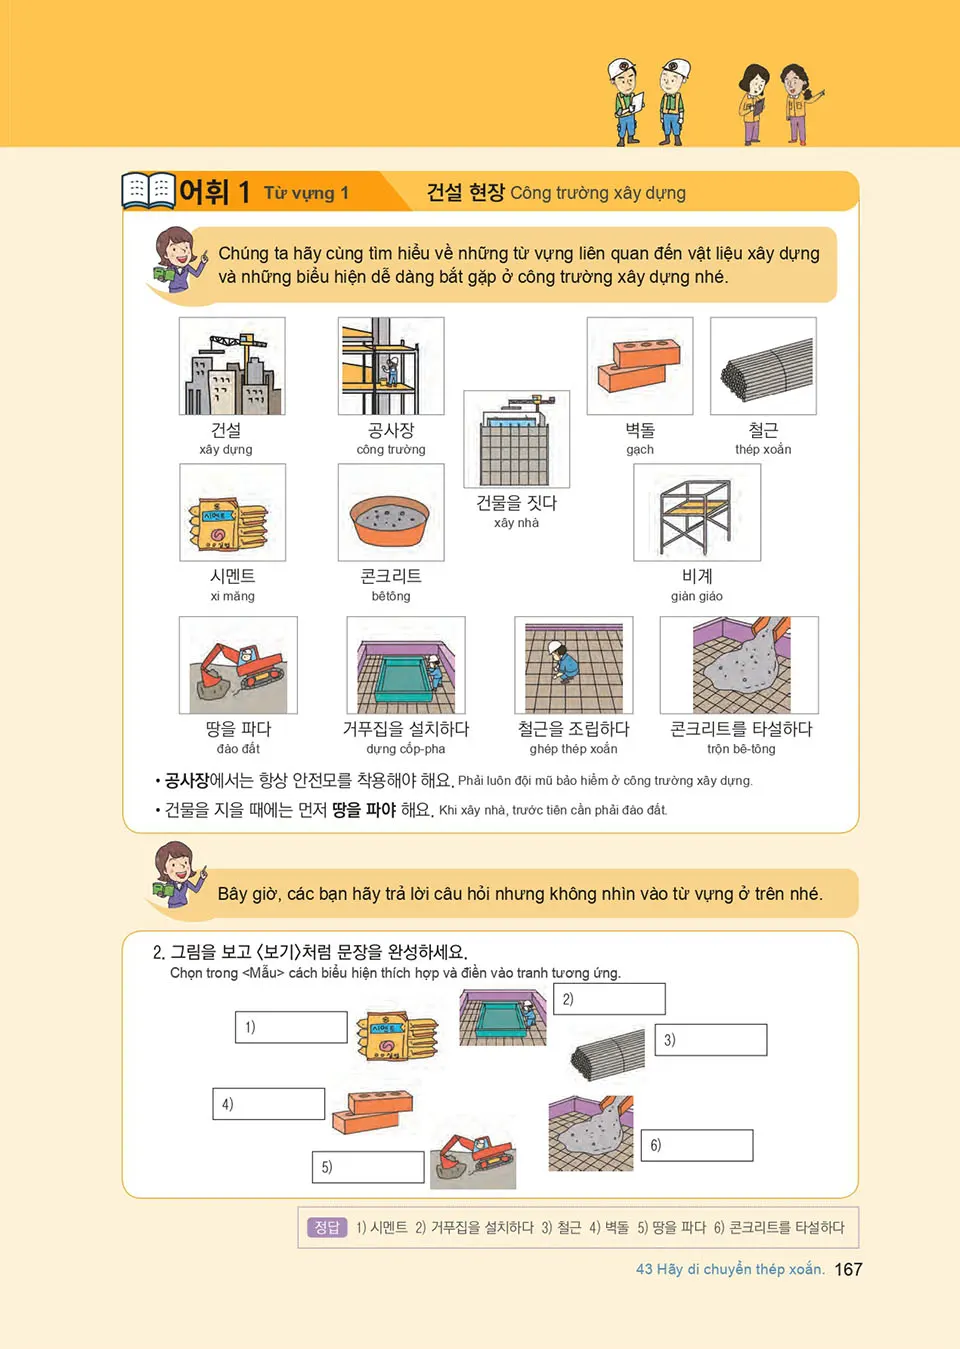 어휘 1 Từ vựng 1 건설 현장 Công trường xây dựng
Chúng ta hãy cùng tìm hiểu về những từ vựng liên quan đến vật liệu xây dựng
và những biểu hiện dễ dàng bắt gặp ở công trường xây dựng nhé.
건설
xây dựng
공사장
công trường
건물을 짓다
xây nhà
벽돌
gạch
철근
thép xoắn
시멘트
시멘트
xi măng
콘크리트
bêtông
비계
giàn giáo
땅을 파다
đào đất
거푸집을 설치하다
dựng cốp-pha
철근을 조립하다
ghép thép xoắn
콘크리트를 타설하다
trộn bê-tông
• 공사장에서는 항상 안전모를 착용해야 해요. Phải luôn đội mũ bảo hiểm ở công trường xây dựng.
• 건물을 지을 때에는 먼저 땅을 파야 해요. Khi xây nhà, trước tiên cần phải đào đất.
Bây giờ, các bạn hãy trả lời câu hỏi nhưng không nhìn vào từ vựng ở trên nhé.
2. 그림을 보고 〈보기〉처럼 문장을 완성하세요.
Chọn trong <Mẫu> cách biểu hiện thích hợp và điền vào tranh tương ứng.
1)
시멘트
2)
3)
4)
5)
6)
정답 1) 시멘트 2) 거푸집을 설치하다 3) 철근 4) 벽돌 5) 땅을 파다 6) 콘크리트를 타설하다
43 Hãy di chuyển thép xoắn. 167